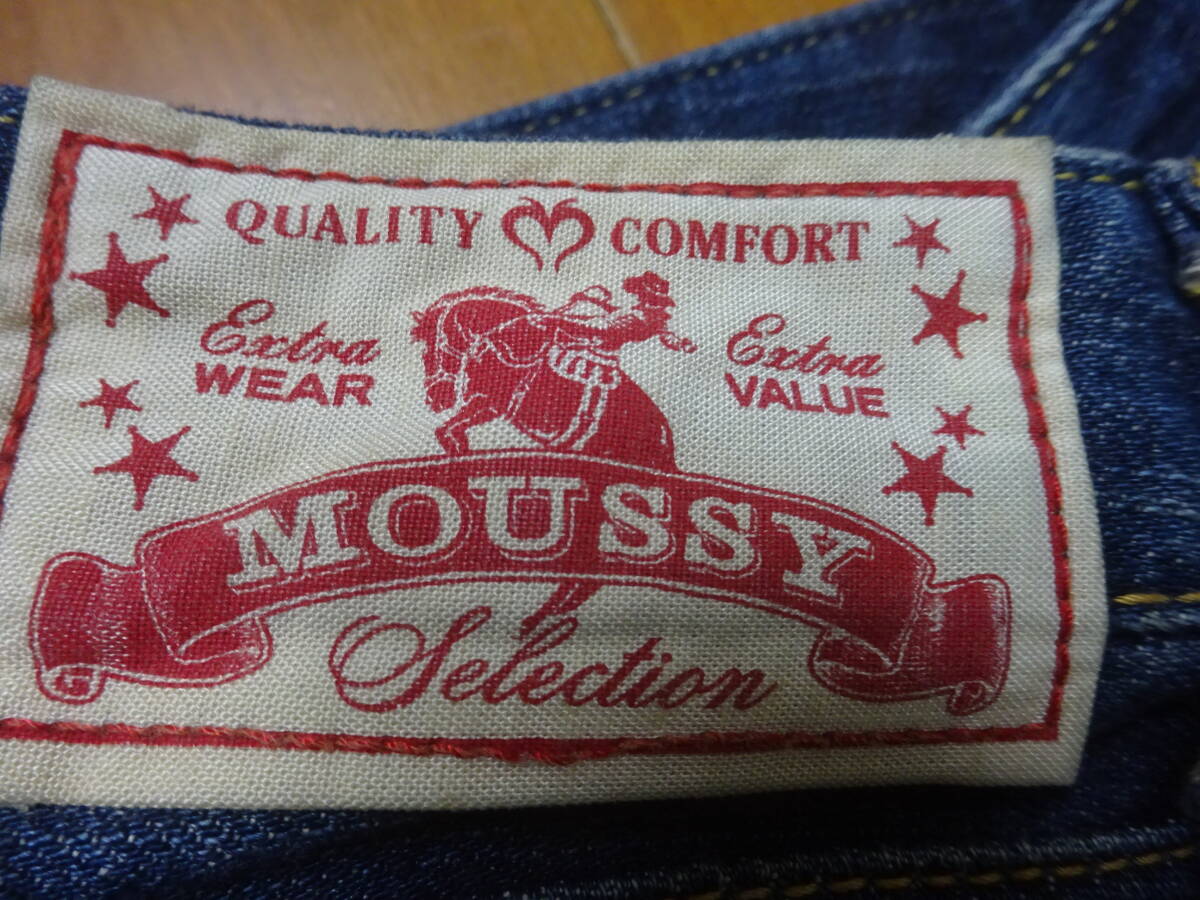 QUALITY COMFORT
Extra WEAR
Extra VALUE
MOUSSY
Selection